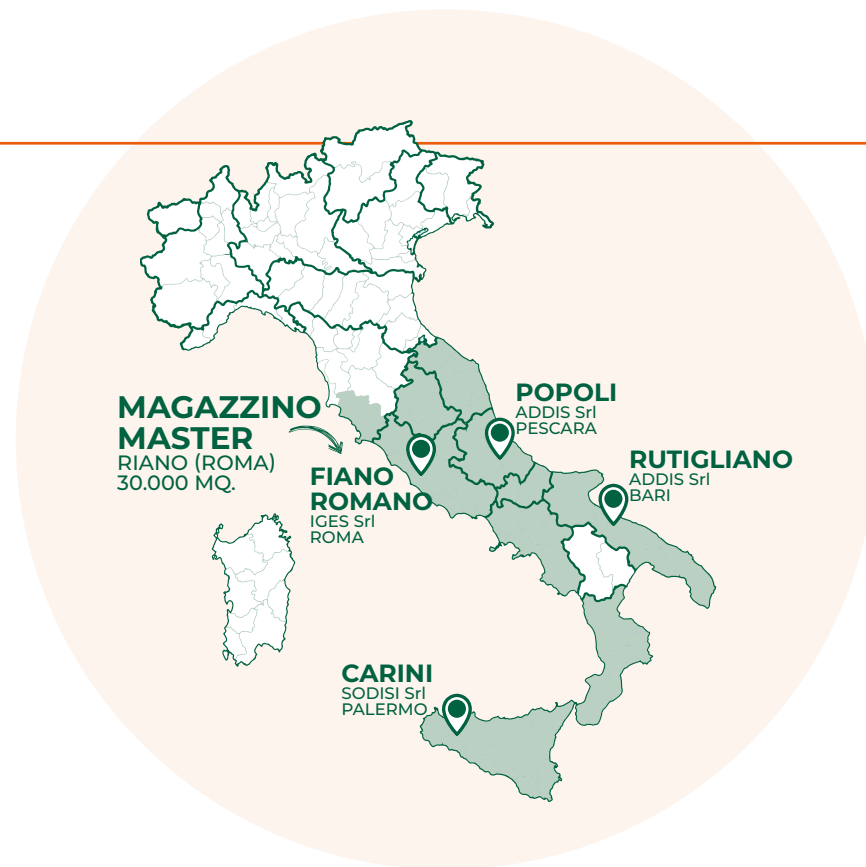 MAGAZZINO
MASTER
RIANO (ROMA)
30.000 MQ.
FIANO
ROMANO
IGES Srl
ROMA
POPOLI
ADDIS Srl
PESCARA
RUTIGLIANO
ADDIS Srl
BARI
CARINI
SODISI Srl
PALERMO